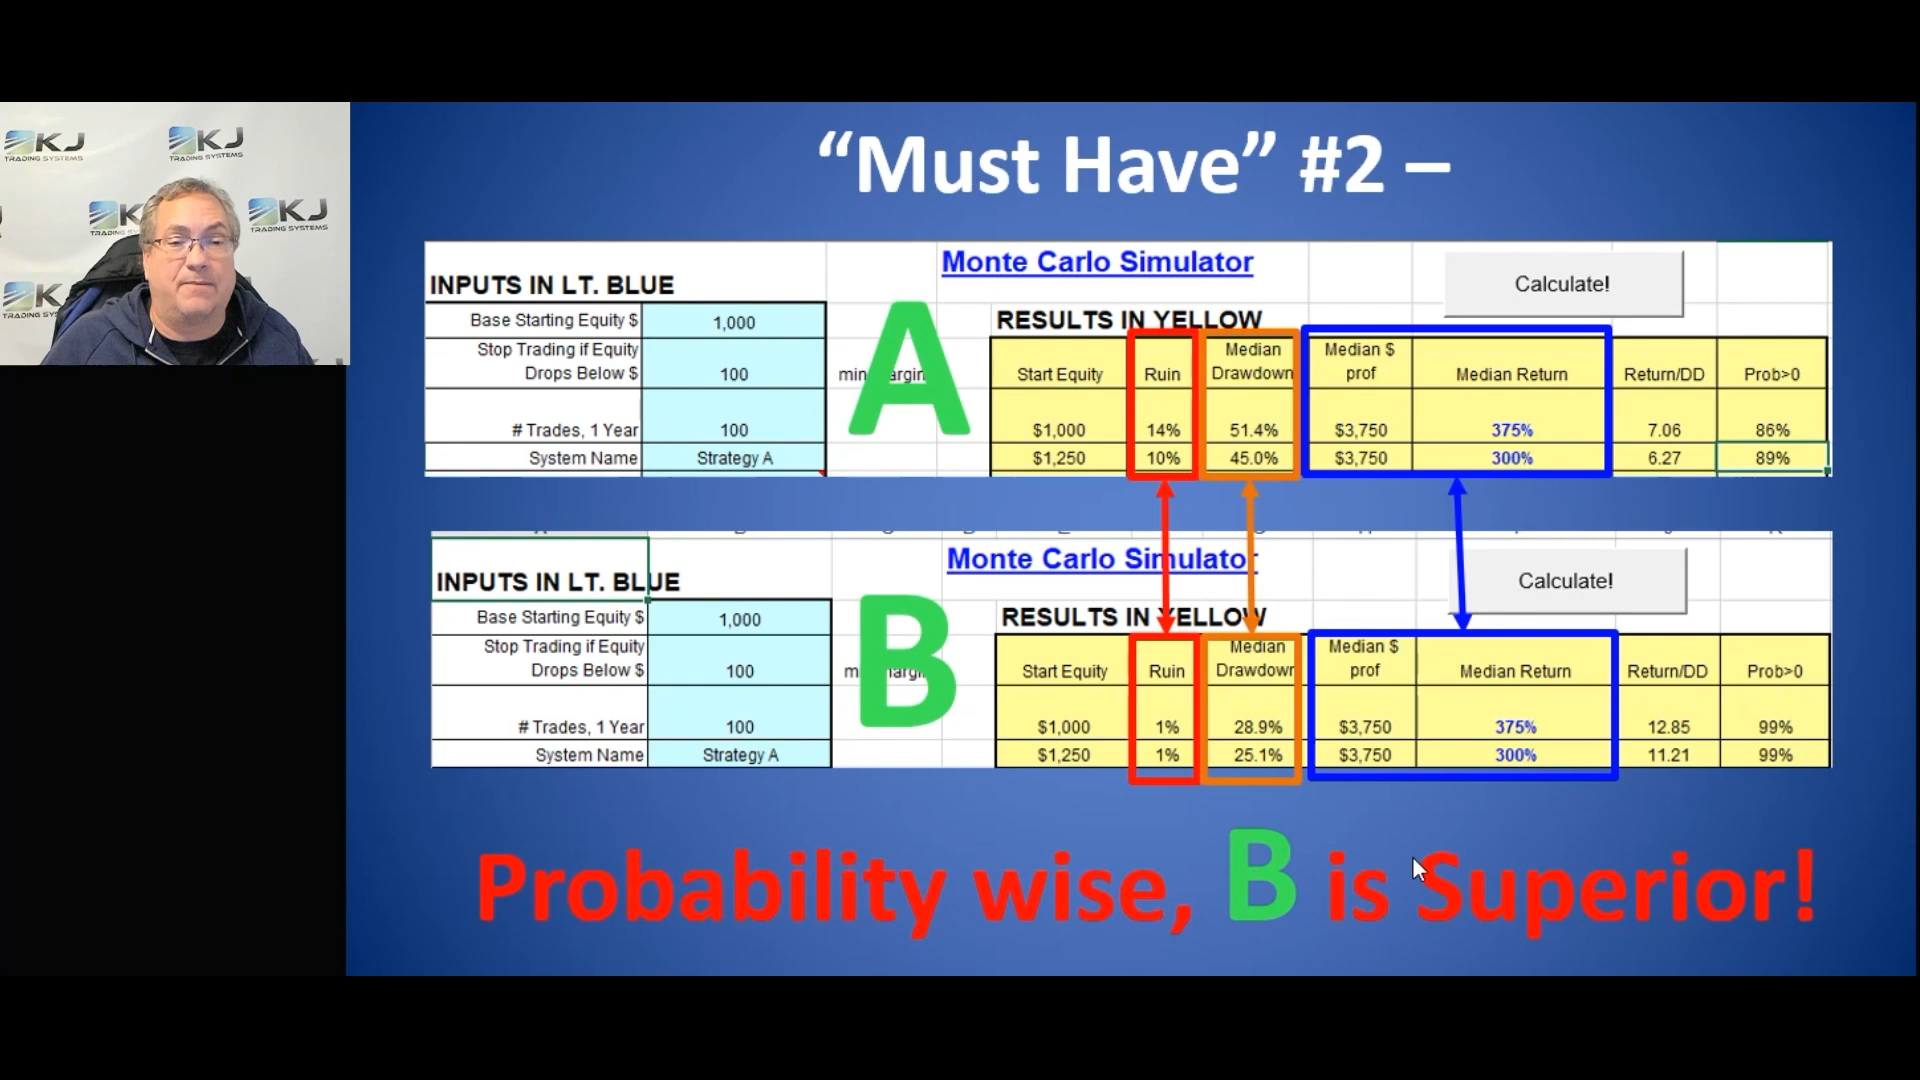 KJ
TRADING SYSTEMS
KJ
TRADING SYSTEMS
KJ
TRADING SYSTEMS
“Must Have” #2 –
Monte Carlo Simulator
Calculate!
INPUTS IN LT. BLUE
RESULTS IN YELLOW
A
Base Starting Equity $ 1,000
Stop Trading if Equity
Drops Below $ 100
# Trades, 1 Year 100
System Name Strategy A
Start Equity Ruin Median Drawdown Median $ prof Median Return Return/DD Prob>0
$1,000 14% 51.4% $3,750 375% 7.06 86%
$1,250 10% 45.0% $3,750 300% 6.27 89%
Monte Carlo Simulator
Calculate!
INPUTS IN LT. BLUE
RESULTS IN YELLOW
B
Base Starting Equity $ 1,000
Stop Trading if Equity
Drops Below $ 100
# Trades, 1 Year 100
System Name Strategy A
Start Equity Ruin Median Drawdown Median $ prof Median Return Return/DD Prob>0
$1,000 1% 28.9% $3,750 375% 12.85 99%
$1,250 1% 25.1% $3,750 300% 11.21 99%
Probability wise, B is Superior!